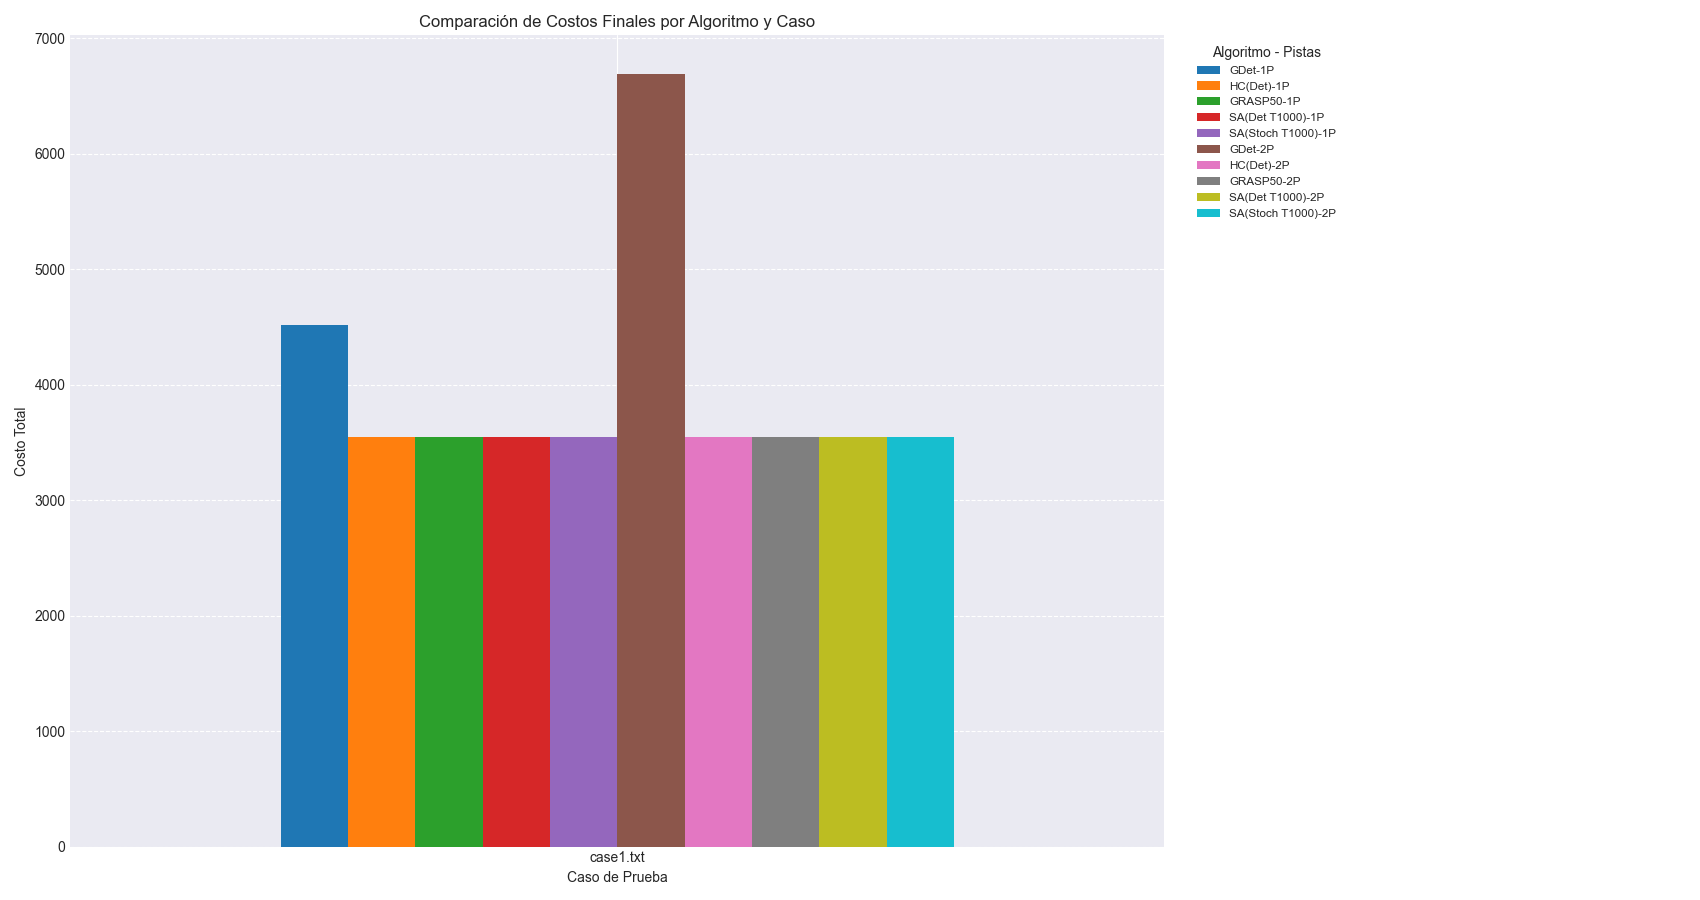 Comparación de Costos Finales por Algoritmo y Caso
7000
6000
5000
4000
3000
2000
1000
0
Costo Total
case1.txt
Caso de Prueba
Algoritmo - Pistas
GDet-1P
HC(Det)-1P
GRASP50-1P
SA(Det T1000)-1P
SA(Stoch T1000)-1P
GDet-2P
HC(Det)-2P
GRASP50-2P
SA(Det T1000)-2P
SA(Stoch T1000)-2P